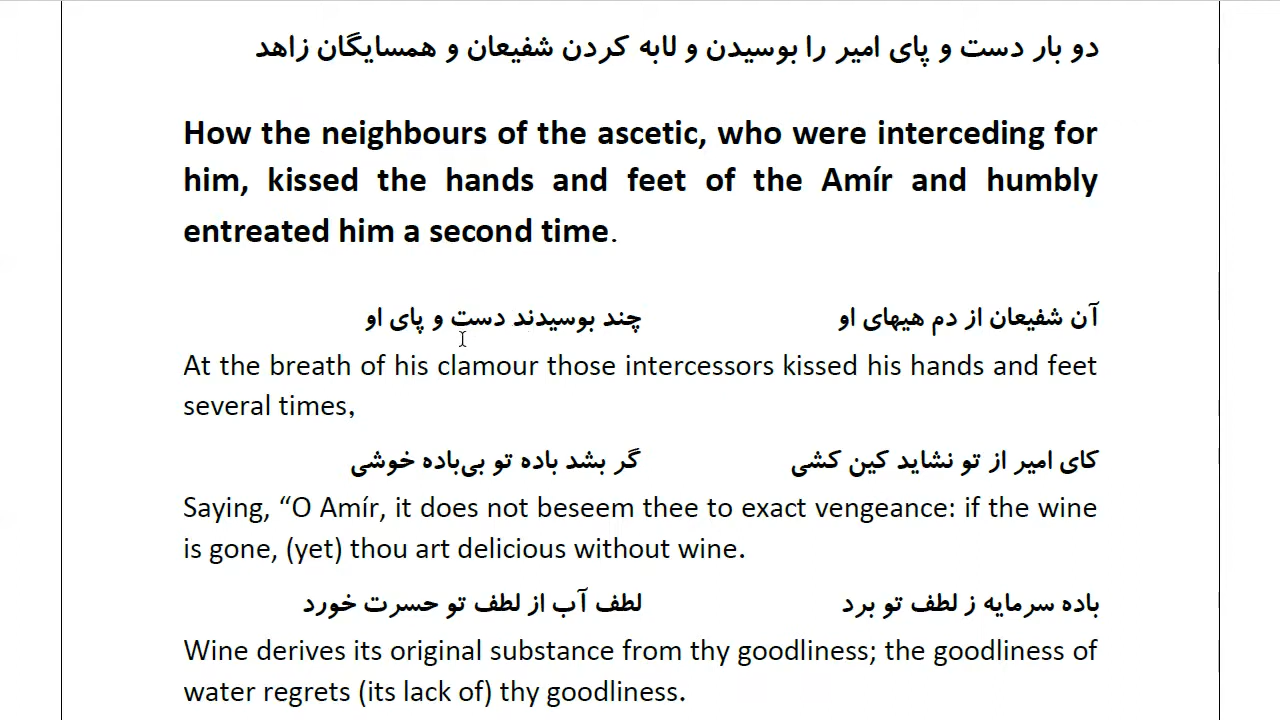 دو بار دست و پای امیر را بوسیدن و لابه کردن شفیعان و همسایگان زاهد
How the neighbours of the ascetic, who were interceding for
him, kissed the hands and feet of the Amír and humbly
entreated him a second time.
آن شفیعان از دم هیهای او چند بوسیدند دست و پای او
At the breath of his clamour those intercessors kissed his hands and feet
several times,
کای امیر از تو نشاید کین کشی گر بشد باده تو بی‌باده خوشی
Saying, “O Amír, it does not beseem thee to exact vengeance: if the wine
is gone, (yet) thou art delicious without wine.
باده سرمایه ز لطف تو برد لطف آب از لطف تو حسرت خورد
Wine derives its original substance from thy goodliness; the goodliness of
water regrets (its lack of) thy goodliness.